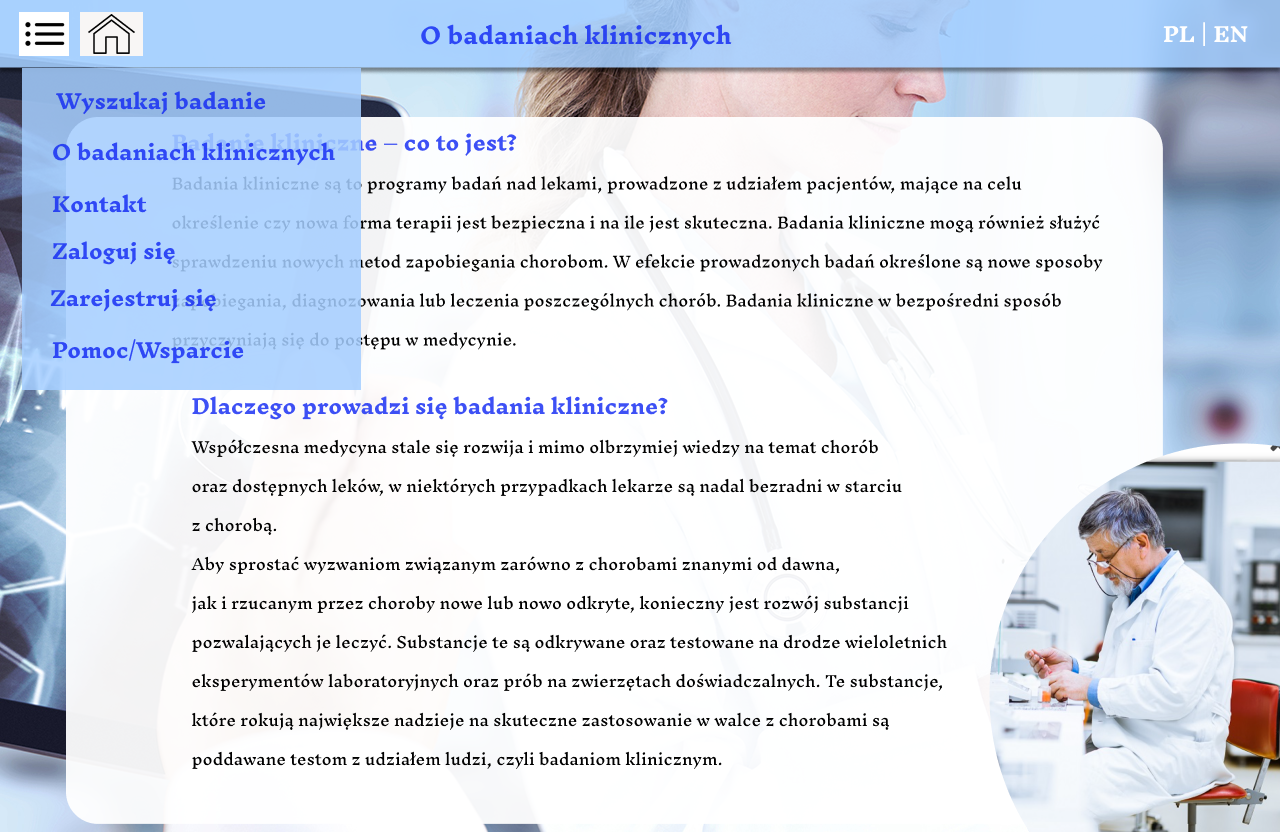 O badaniach klinicznych
PL | EN
Wyszukaj badanie
O badaniach klinicznych
Kontakt
Zaloguj się
Zarejestruj się
Pomoc/Wsparcie
Badanie kliniczne – co to jest?
Badania kliniczne są to programy badań nad lekami, prowadzone z udziałem pacjentów, mające na celu
określenie czy nowa forma terapii jest bezpieczna i na ile jest skuteczna. Badania kliniczne mogą również służyć
sprawdzeniu nowych metod zapobiegania chorobom. W efekcie prowadzonych badań określone są nowe sposoby
zapobiegania, diagnozowania lub leczenia poszczególnych chorób. Badania kliniczne w bezpośredni sposób
przyczyniają się do postępu w medycynie.
Dlaczego prowadzi się badania kliniczne?
Współczesna medycyna stale się rozwija i mimo olbrzymiej wiedzy na temat chorób
oraz dostępnych leków, w niektórych przypadkach lekarze są nadal bezradni w starciu
z chorobą.
Aby sprostać wyzwaniom związanym zarówno z chorobami znanymi od dawna,
jak i rzucanym przez choroby nowe lub nowo odkryte, konieczny jest rozwój substancji
pozwalających je leczyć. Substancje te są odkrywane oraz testowane na drodze wieloletnich
eksperymentów laboratoryjnych oraz prób na zwierzętach doświadczalnych. Te substancje,
które rokują największe nadzieje na skuteczne zastosowanie w walce z chorobami są
poddawane testom z udziałem ludzi, czyli badaniom klinicznym.